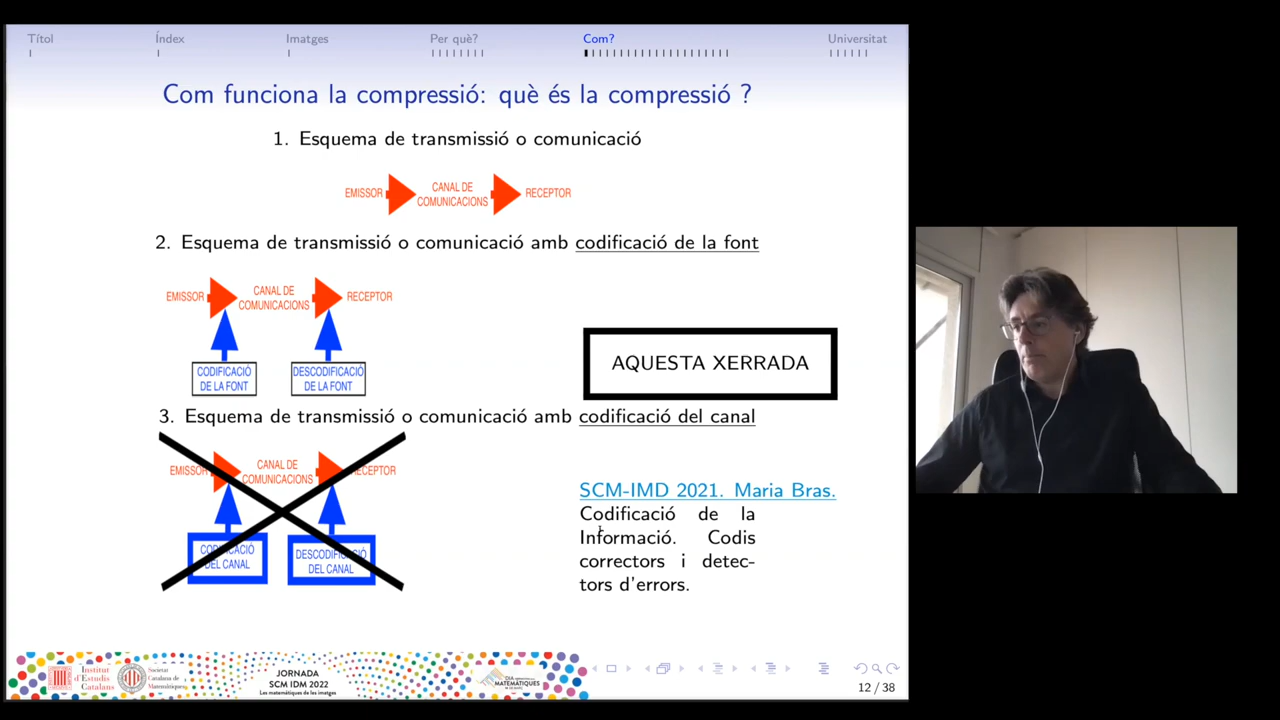 Títol Índex Imatges Per què? Com? Universitat
Com funciona la compressió: què és la compressió ?
1. Esquema de transmissió o comunicació
EMISSOR CANAL DE COMUNICACIONS RECEPTOR
2. Esquema de transmissió o comunicació amb codificació de la font
EMISSOR CANAL DE COMUNICACIONS RECEPTOR
CODIFICACIÓ DE LA FONT
DESCODIFICACIÓ DE LA FONT
AQUESTA XERRADA
3. Esquema de transmissió o comunicació amb codificació del canal
EMISSOR CANAL DE COMUNICACIONS RECEPTOR
CODIFICACIÓ DEL CANAL
DESCODIFICACIÓ DEL CANAL
SCM-IMD 2021. Maria Bras.
Codificació de la
Informació. Codis
correctors i detec-
tors d'errors.
Institut
d'Estudis
Catalans
Societat
Catalana de
Matemàtiques
JORNADA
SCM IDM 2022
Les matemàtiques de les imatges
DIA
MATEMÀTIQUES
12 / 38